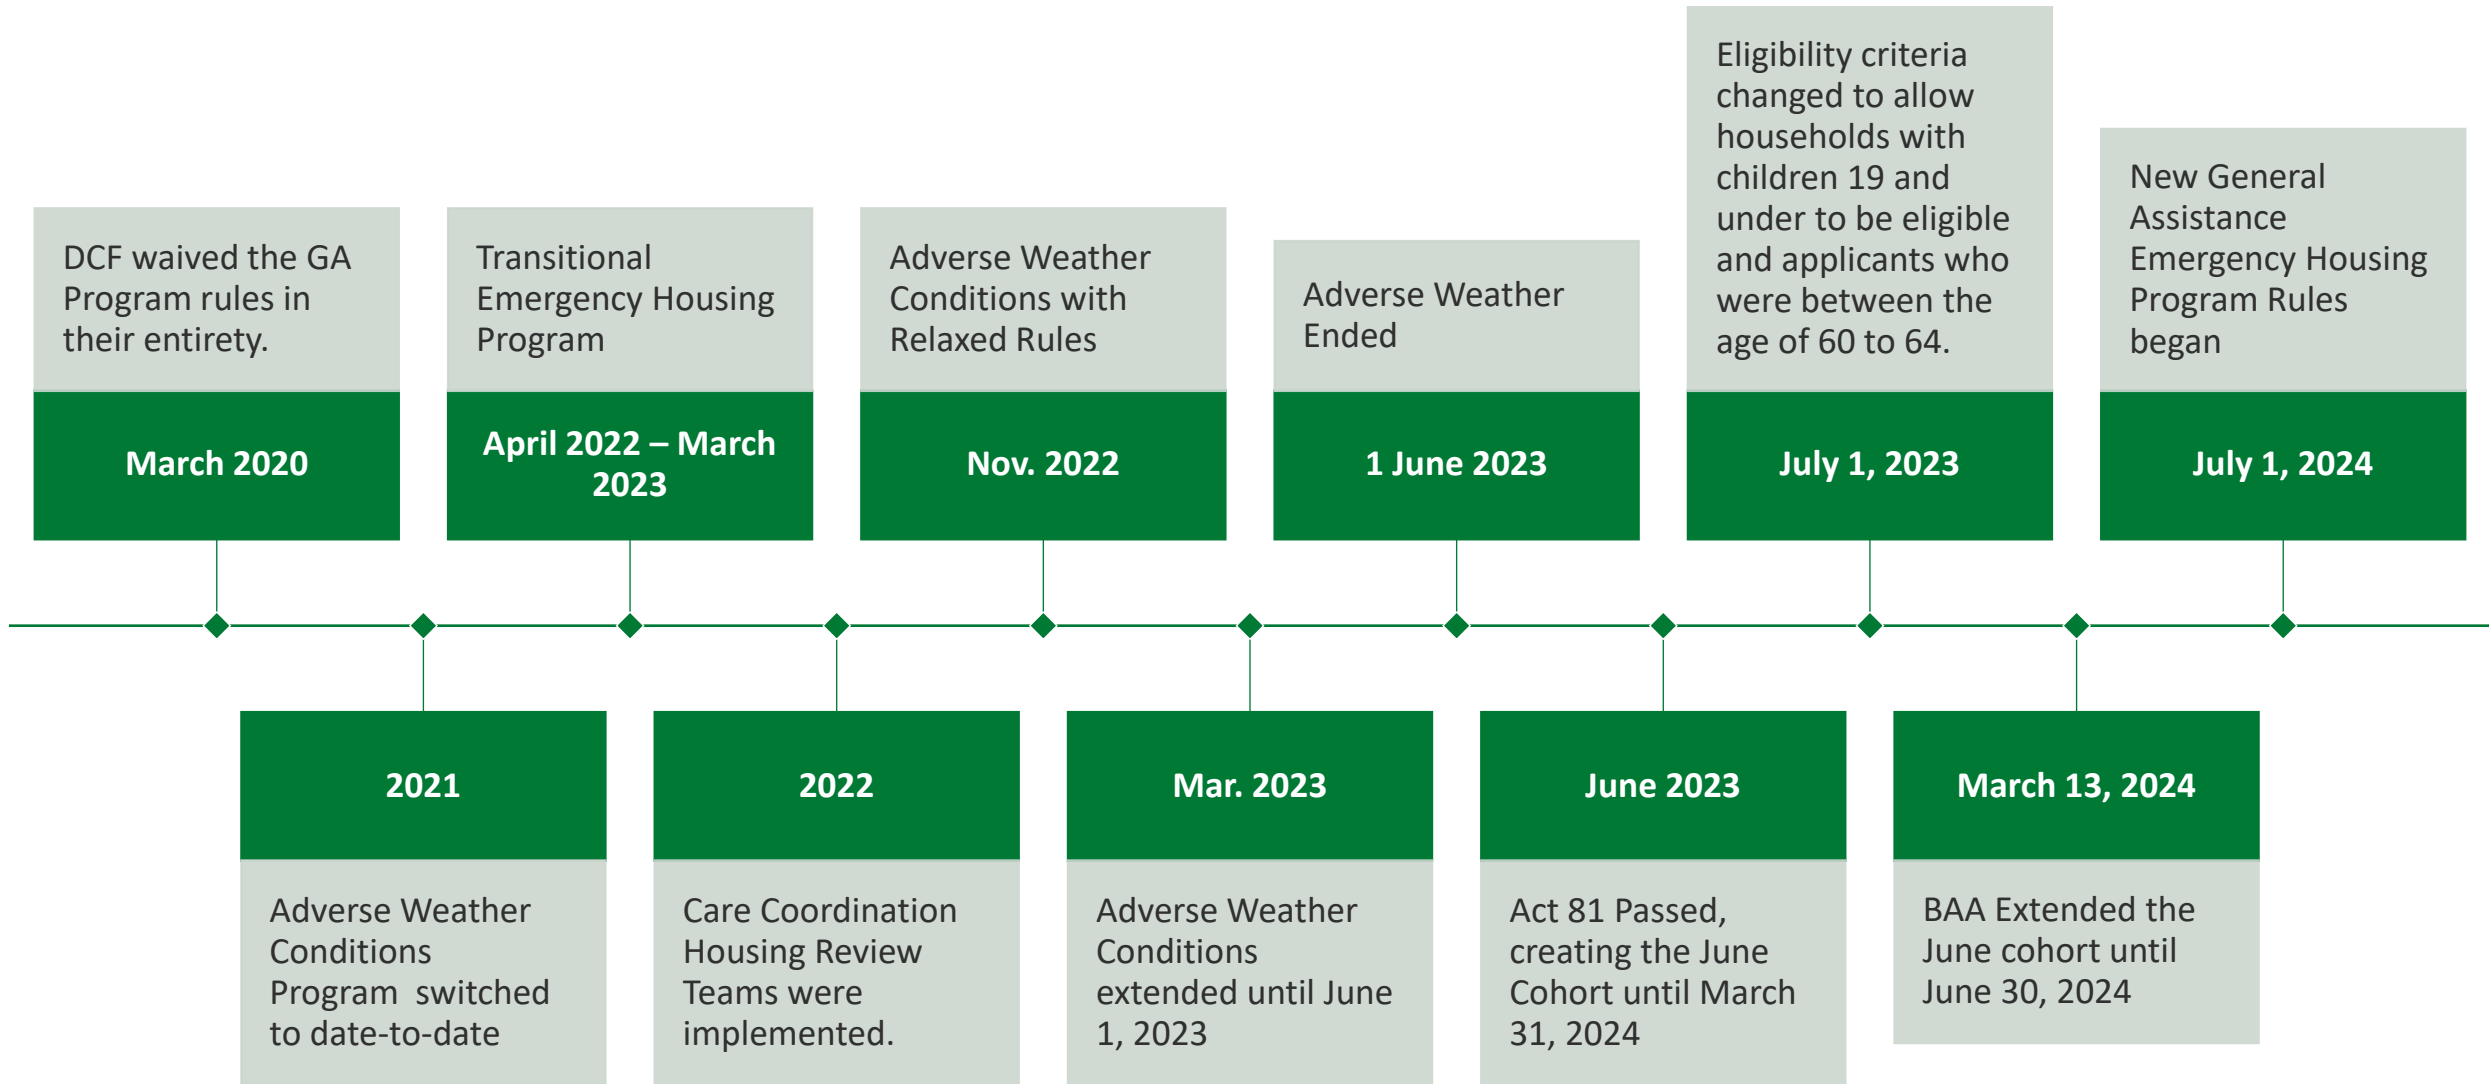 DCF waived the GA
Program rules in
their entirety.
March 2020
2021
Adverse Weather
Conditions
Program switched
to date-to-date
Transitional
Emergency Housing
Program
April 2022 – March
2023
2022
Care Coordination
Housing Review
Teams were
implemented.
Adverse Weather
Conditions with
Relaxed Rules
Nov. 2022
Mar. 2023
Adverse Weather
Conditions
extended until June
1, 2023
Adverse Weather
Ended
1 June 2023
June 2023
Act 81 Passed,
creating the June
Cohort until March
31, 2024
Eligibility criteria
changed to allow
households with
children 19 and
under to be eligible
and applicants who
were between the
age of 60 to 64.
July 1, 2023
March 13, 2024
BAA Extended the
June cohort until
June 30, 2024
New General
Assistance
Emergency Housing
Program Rules
began
July 1, 2024